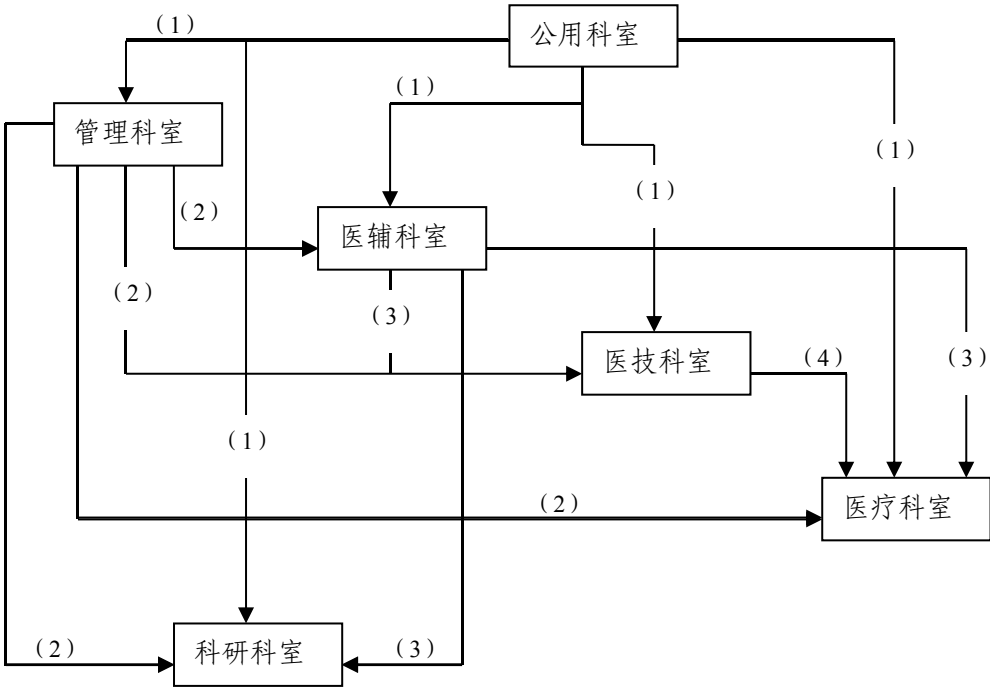 （1）
公用科室
（1）
管理科室
（1）
（1）
（2）
医辅科室
（2）
（3）
医技科室
（4）
（3）
（1）
（2）
医疗科室
（2）
科研科室
（3）